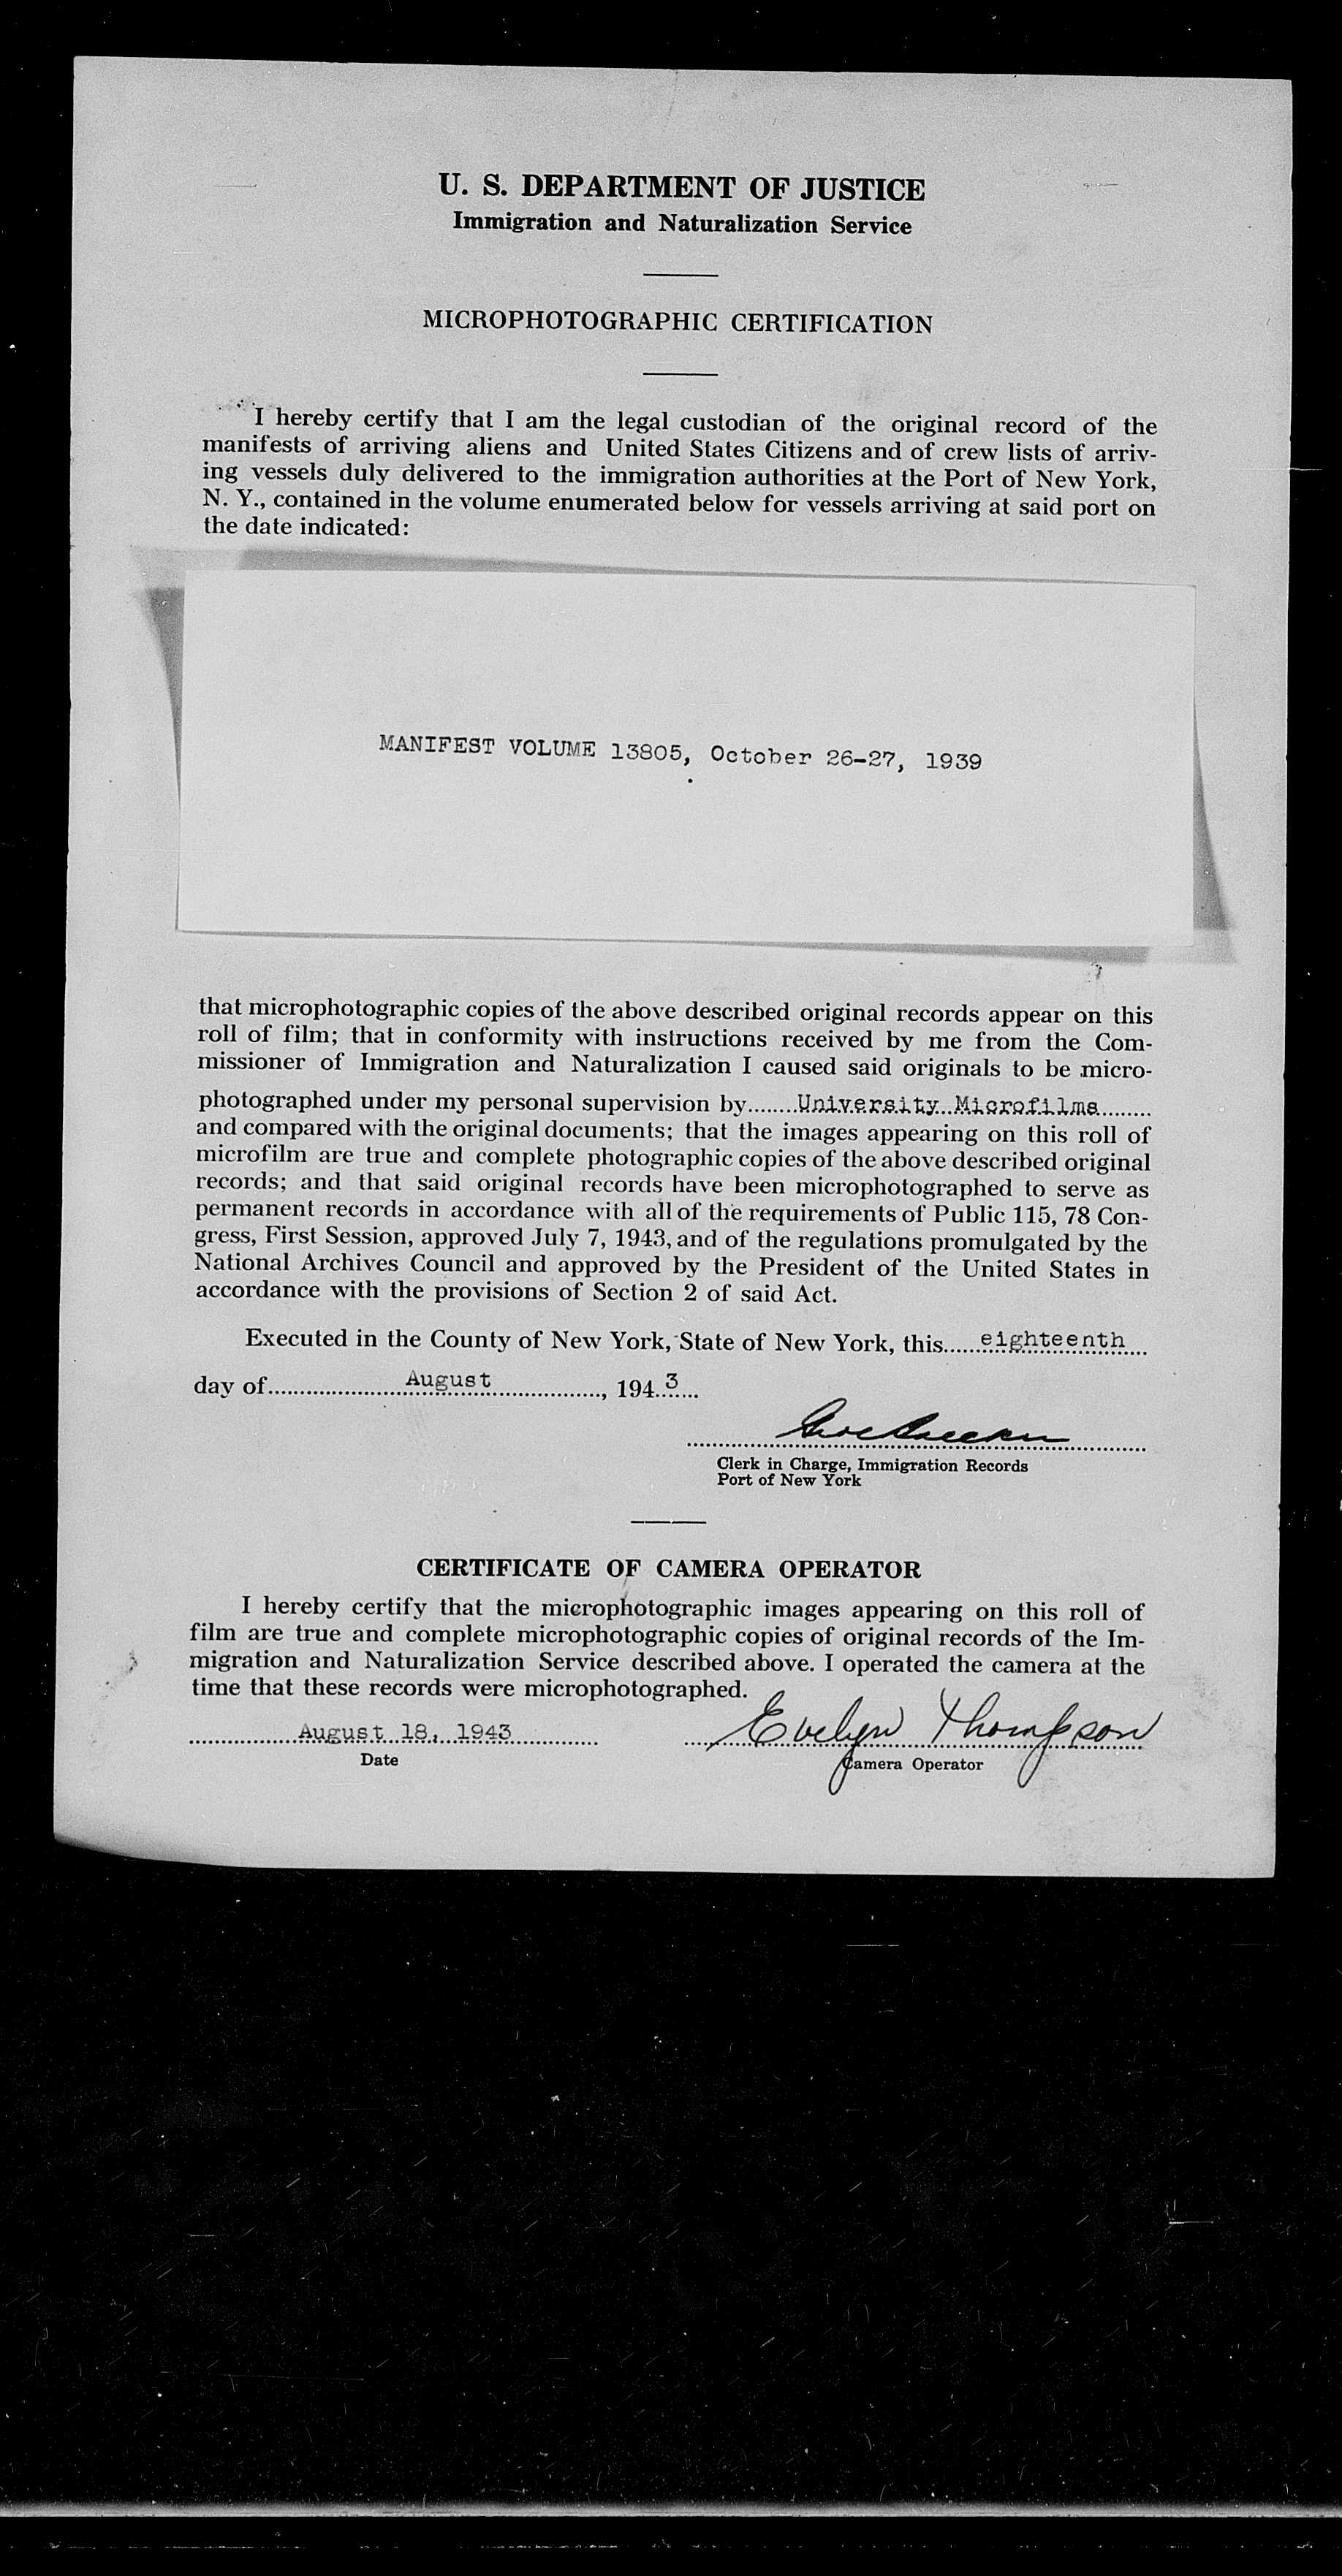 U. S. DEPARTMENT OF JUSTICE
Immigration and Naturalization Service
MICROPHOTOGRAPHIC CERTIFICATION
I hereby certify that I am the legal custodian of the original record of the
manifests of arriving aliens and United States Citizens and of crew lists of arriv-
ing vessels duly delivered to the immigration authorities at the Port of New York,
N. Y., contained in the volume enumerated below for vessels arriving at said port on
the date indicated:
MANIFEST VOLUME 13805, October 26-27, 1939
that microphotographic copies of the above described original records appear on this
roll of film; that in conformity with instructions received by me from the Com-
missioner of Immigration and Naturalization I caused said originals to be micro-
photographed under my personal supervision by........University Microfilms........
and compared with the original documents; that the images appearing on this roll of
microfilm are true and complete photographic copies of the above described original
records; and that said original records have been microphotographed to serve as
permanent records in accordance with all of the requirements of Public 115, 78 Con-
gress, First Session, approved July 7, 1943, and of the regulations promulgated by the
National Archives Council and approved by the President of the United States in
accordance with the provisions of Section 2 of said Act.
Executed in the County of New York, State of New York, this......eighteenth...
day of......................August.................., 194..3...
Clerk in Charge, Immigration Records
Port of New York
CERTIFICATE OF CAMERA OPERATOR
I hereby certify that the microphotographic images appearing on this roll of
film are true and complete microphotographic copies of original records of the Im-
migration and Naturalization Service described above. I operated the camera at the
time that these records were microphotographed.
.................August 18, 1943.............. Evelyn Thompson
Date Camera Operator